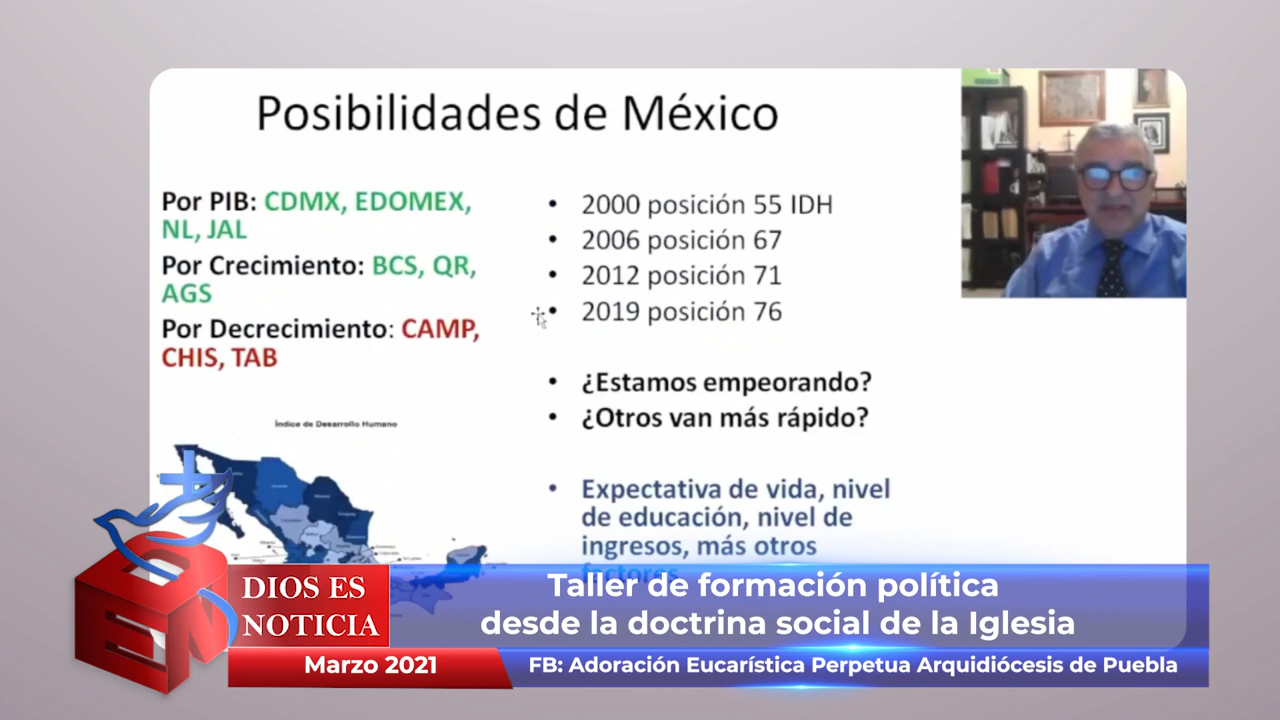 Posibilidades de México
Por PIB: CDMX, EDOMEX,
NL, JAL
Por Crecimiento: BCS, QR,
AGS
Por Decrecimiento: CAMP,
CHIS, TAB
• 2000 posición 55 IDH
• 2006 posición 67
• 2012 posición 71
• 2019 posición 76
• ¿Estamos empeorando?
• ¿Otros van más rápido?
• Expectativa de vida, nivel
de educación, nivel de
ingresos, más otros
factores
Índice de Desarrollo Humano
DEN
DIOS ES
NOTICIA
Taller de formación política
desde la doctrina social de la Iglesia
Marzo 2021
FB: Adoración Eucarística Perpetua Arquidiócesis de Puebla